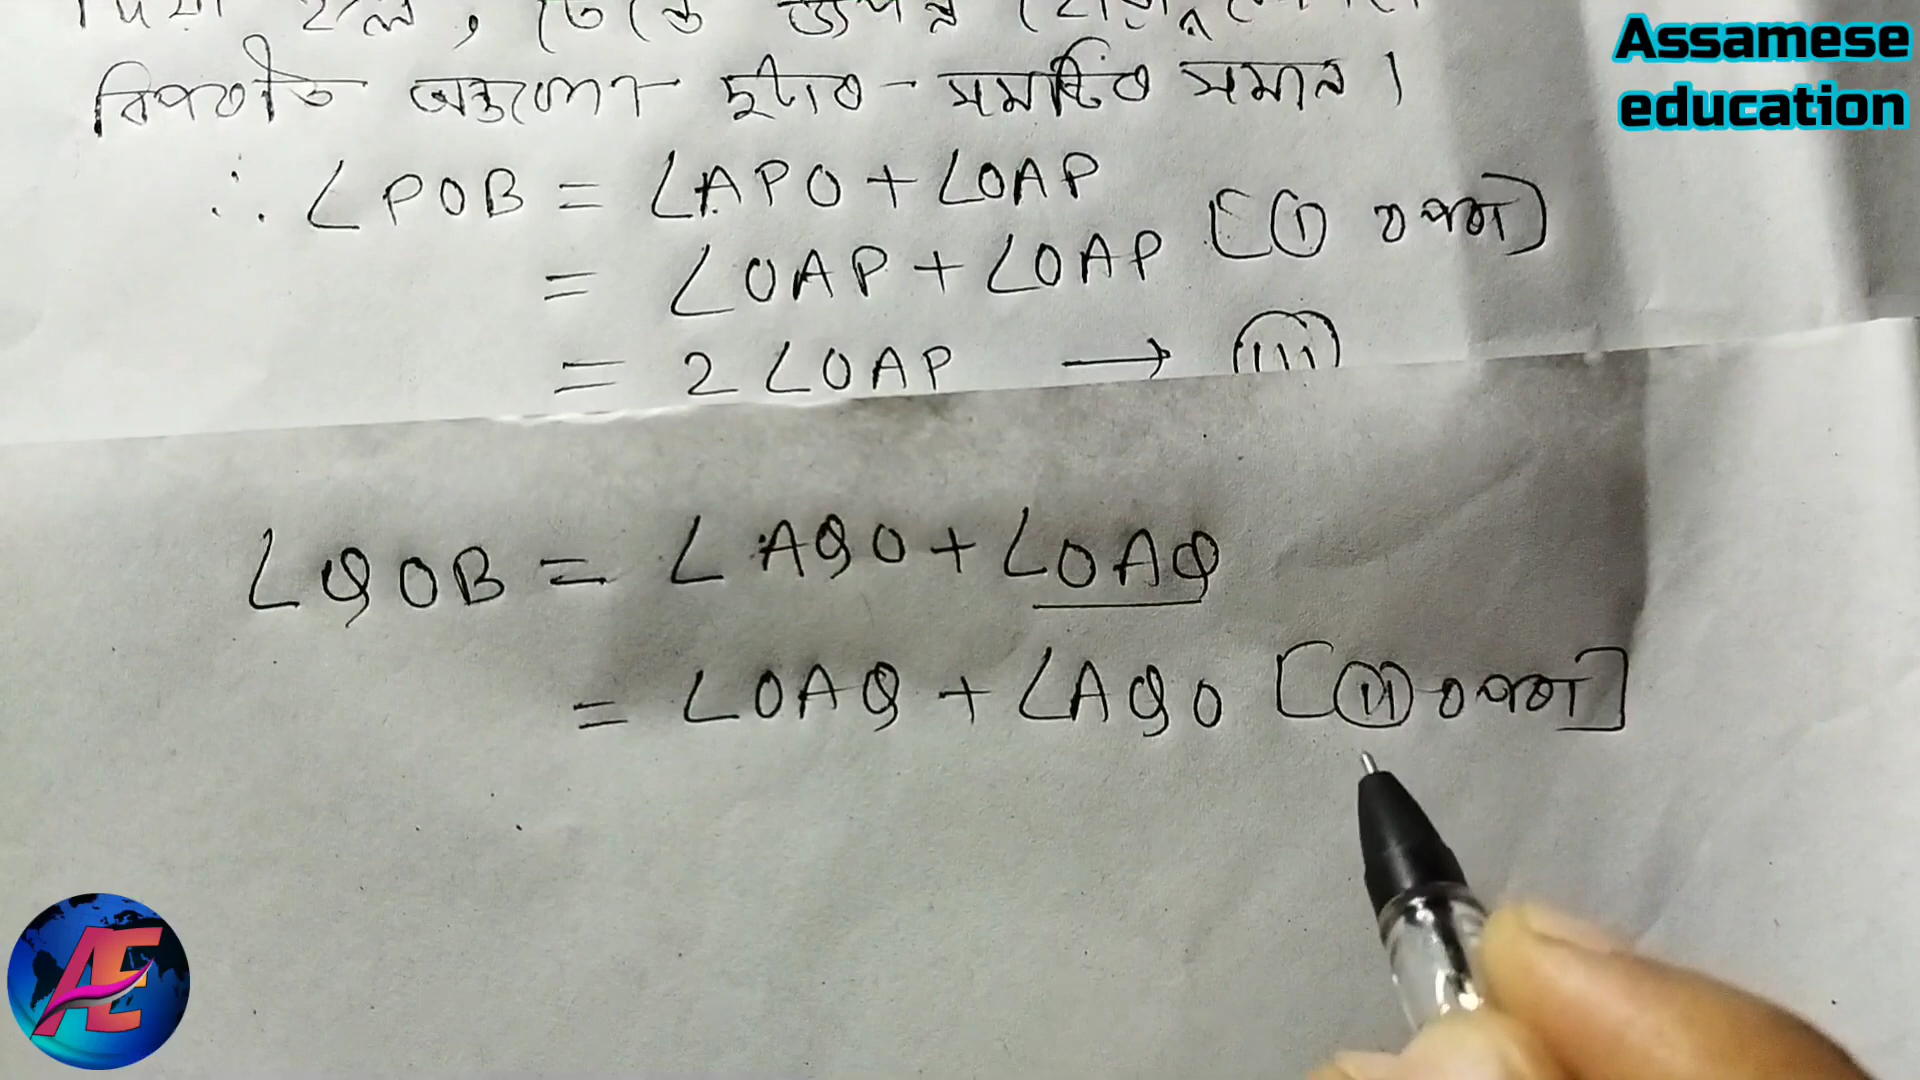 Assamese
education
বিপৰীত অন্তঃকোণ দুটাৰ সমষ্টিৰ সমান।
∴ ∠POB = ∠APO + ∠OAP
= ∠OAP + ∠OAP [(i) ৰ পৰা]
= 2∠OAP → (iii)
∠QOB = ∠AQO + ∠OAQ
= ∠OAQ + ∠AQO [(ii) ৰ পৰা]
AE